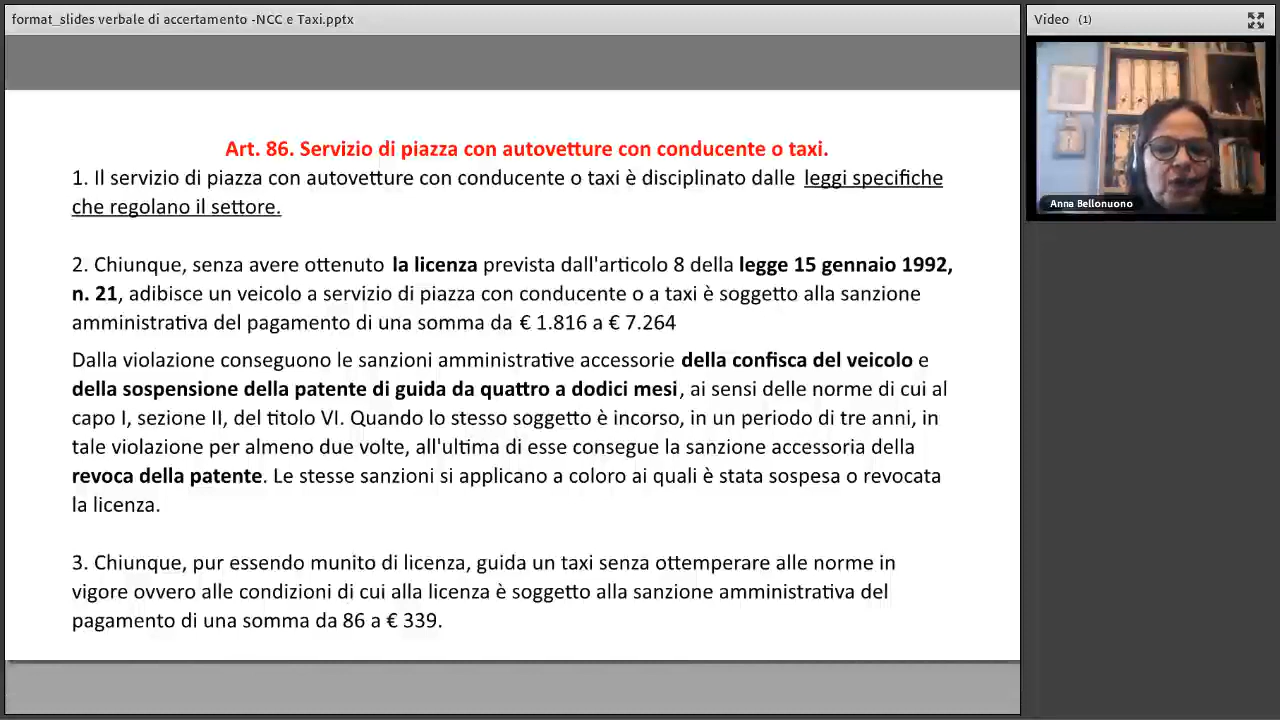 format_slides verbale di accertamento -NCC e Taxi.pptx
Video (1)
Anna Bellonuono
Art. 86. Servizio di piazza con autovetture con conducente o taxi.
1. Il servizio di piazza con autovetture con conducente o taxi è disciplinato dalle leggi specifiche
che regolano il settore.
2. Chiunque, senza avere ottenuto la licenza prevista dall'articolo 8 della legge 15 gennaio 1992,
n. 21, adibisce un veicolo a servizio di piazza con conducente o a taxi è soggetto alla sanzione
amministrativa del pagamento di una somma da € 1.816 a € 7.264
Dalla violazione conseguono le sanzioni amministrative accessorie della confisca del veicolo e
della sospensione della patente di guida da quattro a dodici mesi, ai sensi delle norme di cui al
capo I, sezione II, del titolo VI. Quando lo stesso soggetto è incorso, in un periodo di tre anni, in
tale violazione per almeno due volte, all'ultima di esse consegue la sanzione accessoria della
revoca della patente. Le stesse sanzioni si applicano a coloro ai quali è stata sospesa o revocata
la licenza.
3. Chiunque, pur essendo munito di licenza, guida un taxi senza ottemperare alle norme in
vigore ovvero alle condizioni di cui alla licenza è soggetto alla sanzione amministrativa del
pagamento di una somma da 86 a € 339.